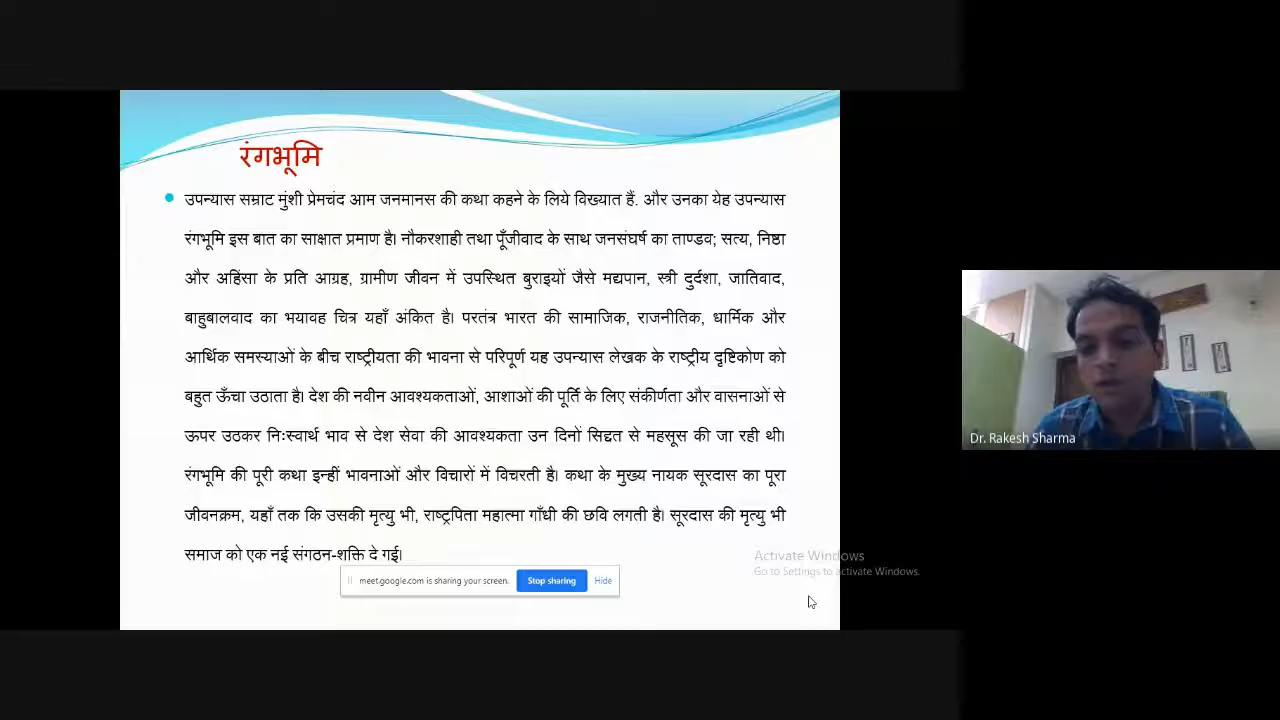 रंगभूमि
उपन्यास सम्राट मुंशी प्रेमचंद आम जनमानस की कथा कहने के लिये विख्यात हैं. और उनका येह उपन्यास
रंगभूमि इस बात का साक्षात प्रमाण है। नौकरशाही तथा पूँजीवाद के साथ जनसंघर्ष का ताण्डव; सत्य, निष्ठा
और अहिंसा के प्रति आग्रह, ग्रामीण जीवन में उपस्थित बुराइयों जैसे मद्यपान, स्त्री दुर्दशा, जातिवाद,
बाहुबालवाद का भयावह चित्र यहाँ अंकित है। परतंत्र भारत की सामाजिक, राजनीतिक, धार्मिक और
आर्थिक समस्याओं के बीच राष्ट्रीयता की भावना से परिपूर्ण यह उपन्यास लेखक के राष्ट्रीय दृष्टिकोण को
बहुत ऊँचा उठाता है। देश की नवीन आवश्यकताओं, आशाओं की पूर्ति के लिए संकीर्णता और वासनाओं से
ऊपर उठकर निःस्वार्थ भाव से देश सेवा की आवश्यकता उन दिनों सिद्दत से महसूस की जा रही थी।
रंगभूमि की पूरी कथा इन्हीं भावनाओं और विचारों में विचरती है। कथा के मुख्य नायक सूरदास का पूरा
जीवनक्रम, यहाँ तक कि उसकी मृत्यु भी, राष्ट्रपिता महात्मा गाँधी की छवि लगती है। सूरदास की मृत्यु भी
समाज को एक नई संगठन-शक्ति दे गई।
meet.google.com is sharing your screen. Stop sharing Hide
Activate Windows
Go to Settings to activate Windows.
Dr. Rakesh Sharma